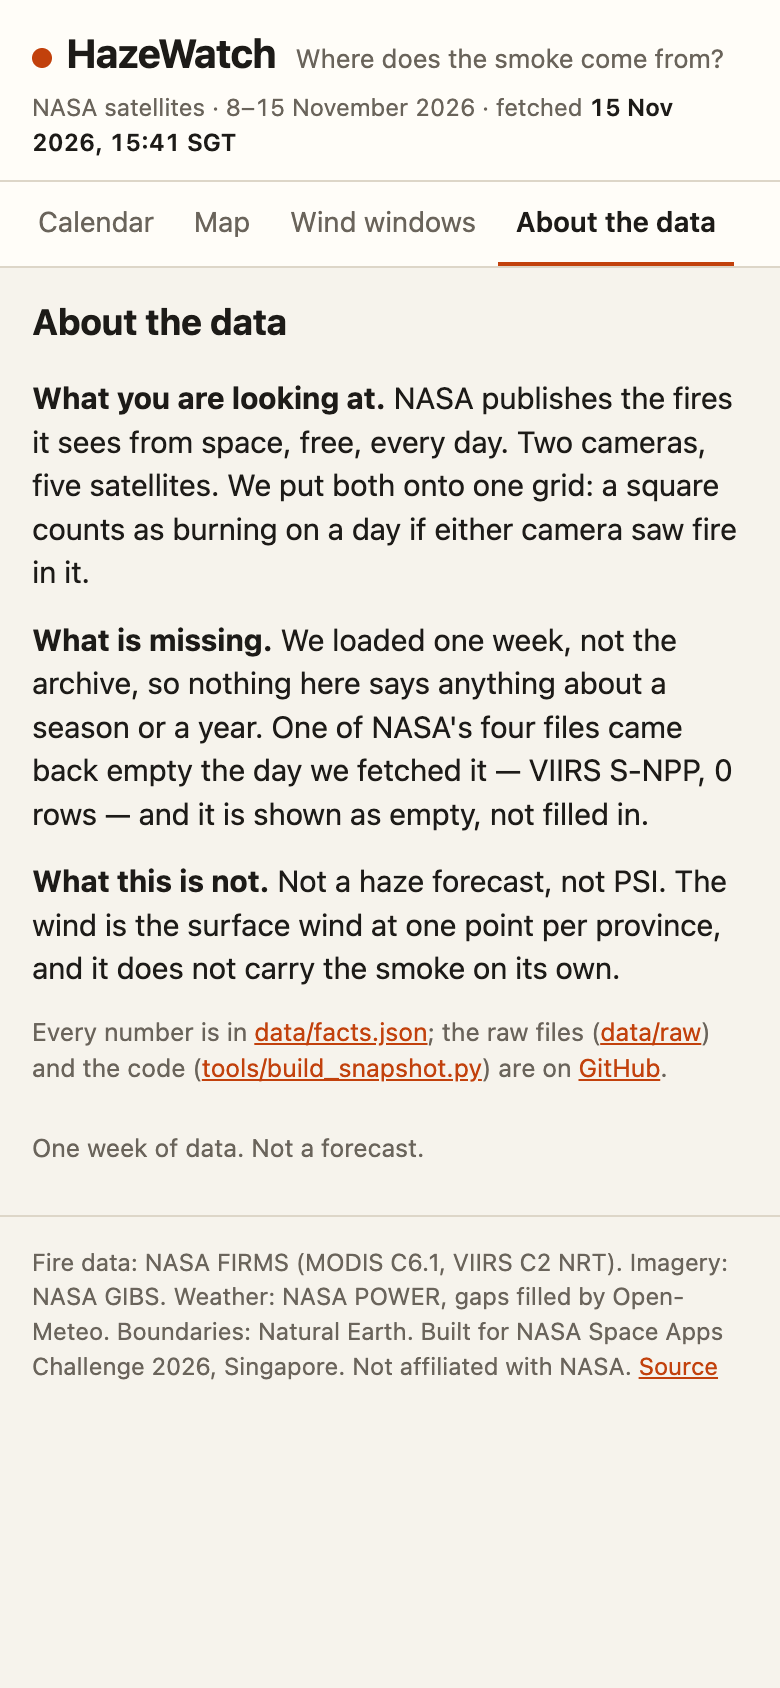 HazeWatch Where does the smoke come from?
NASA satellites · 8–15 November 2026 · fetched 15 Nov
2026, 15:41 SGT
Calendar Map Wind windows About the data
About the data
What you are looking at. NASA publishes the fires
it sees from space, free, every day. Two cameras,
five satellites. We put both onto one grid: a square
counts as burning on a day if either camera saw fire
in it.
What is missing. We loaded one week, not the
archive, so nothing here says anything about a
season or a year. One of NASA's four files came
back empty the day we fetched it — VIIRS S-NPP, 0
rows — and it is shown as empty, not filled in.
What this is not. Not a haze forecast, not PSI. The
wind is the surface wind at one point per province,
and it does not carry the smoke on its own.
Every number is in data/facts.json; the raw files (data/raw)
and the code (tools/build_snapshot.py) are on GitHub.
One week of data. Not a forecast.
Fire data: NASA FIRMS (MODIS C6.1, VIIRS C2 NRT). Imagery:
NASA GIBS. Weather: NASA POWER, gaps filled by Open-
Meteo. Boundaries: Natural Earth. Built for NASA Space Apps
Challenge 2026, Singapore. Not affiliated with NASA. Source